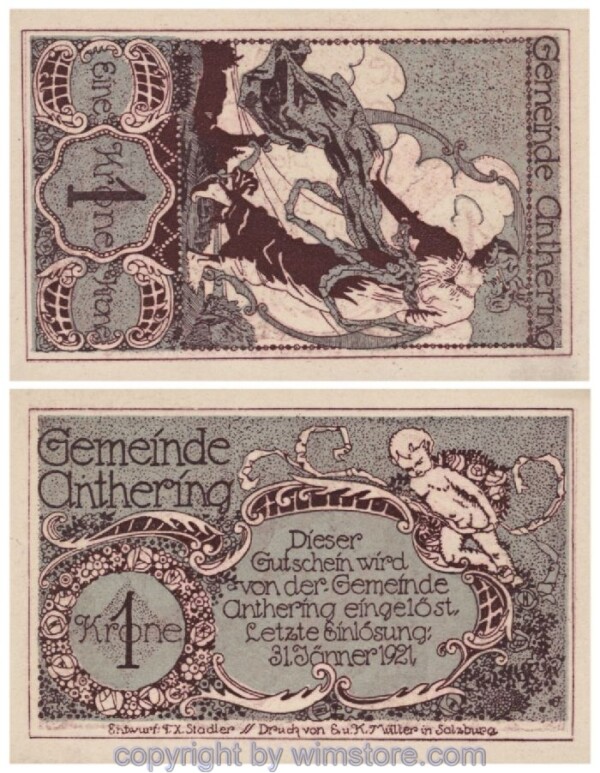 Gemeinde Anthering
Eine Krone
1
Krone Eine
Gemeinde
Anthering
1
Krone
Dieser
Gutschein wird
von der Gemeinde
Anthering eingelöst.
Letzte Einlösung:
31. Jänner 1921
Entwurf: F.X. Stadler // Druck von E. u. K. Müller in Salzburg
copyright by wimstore.com